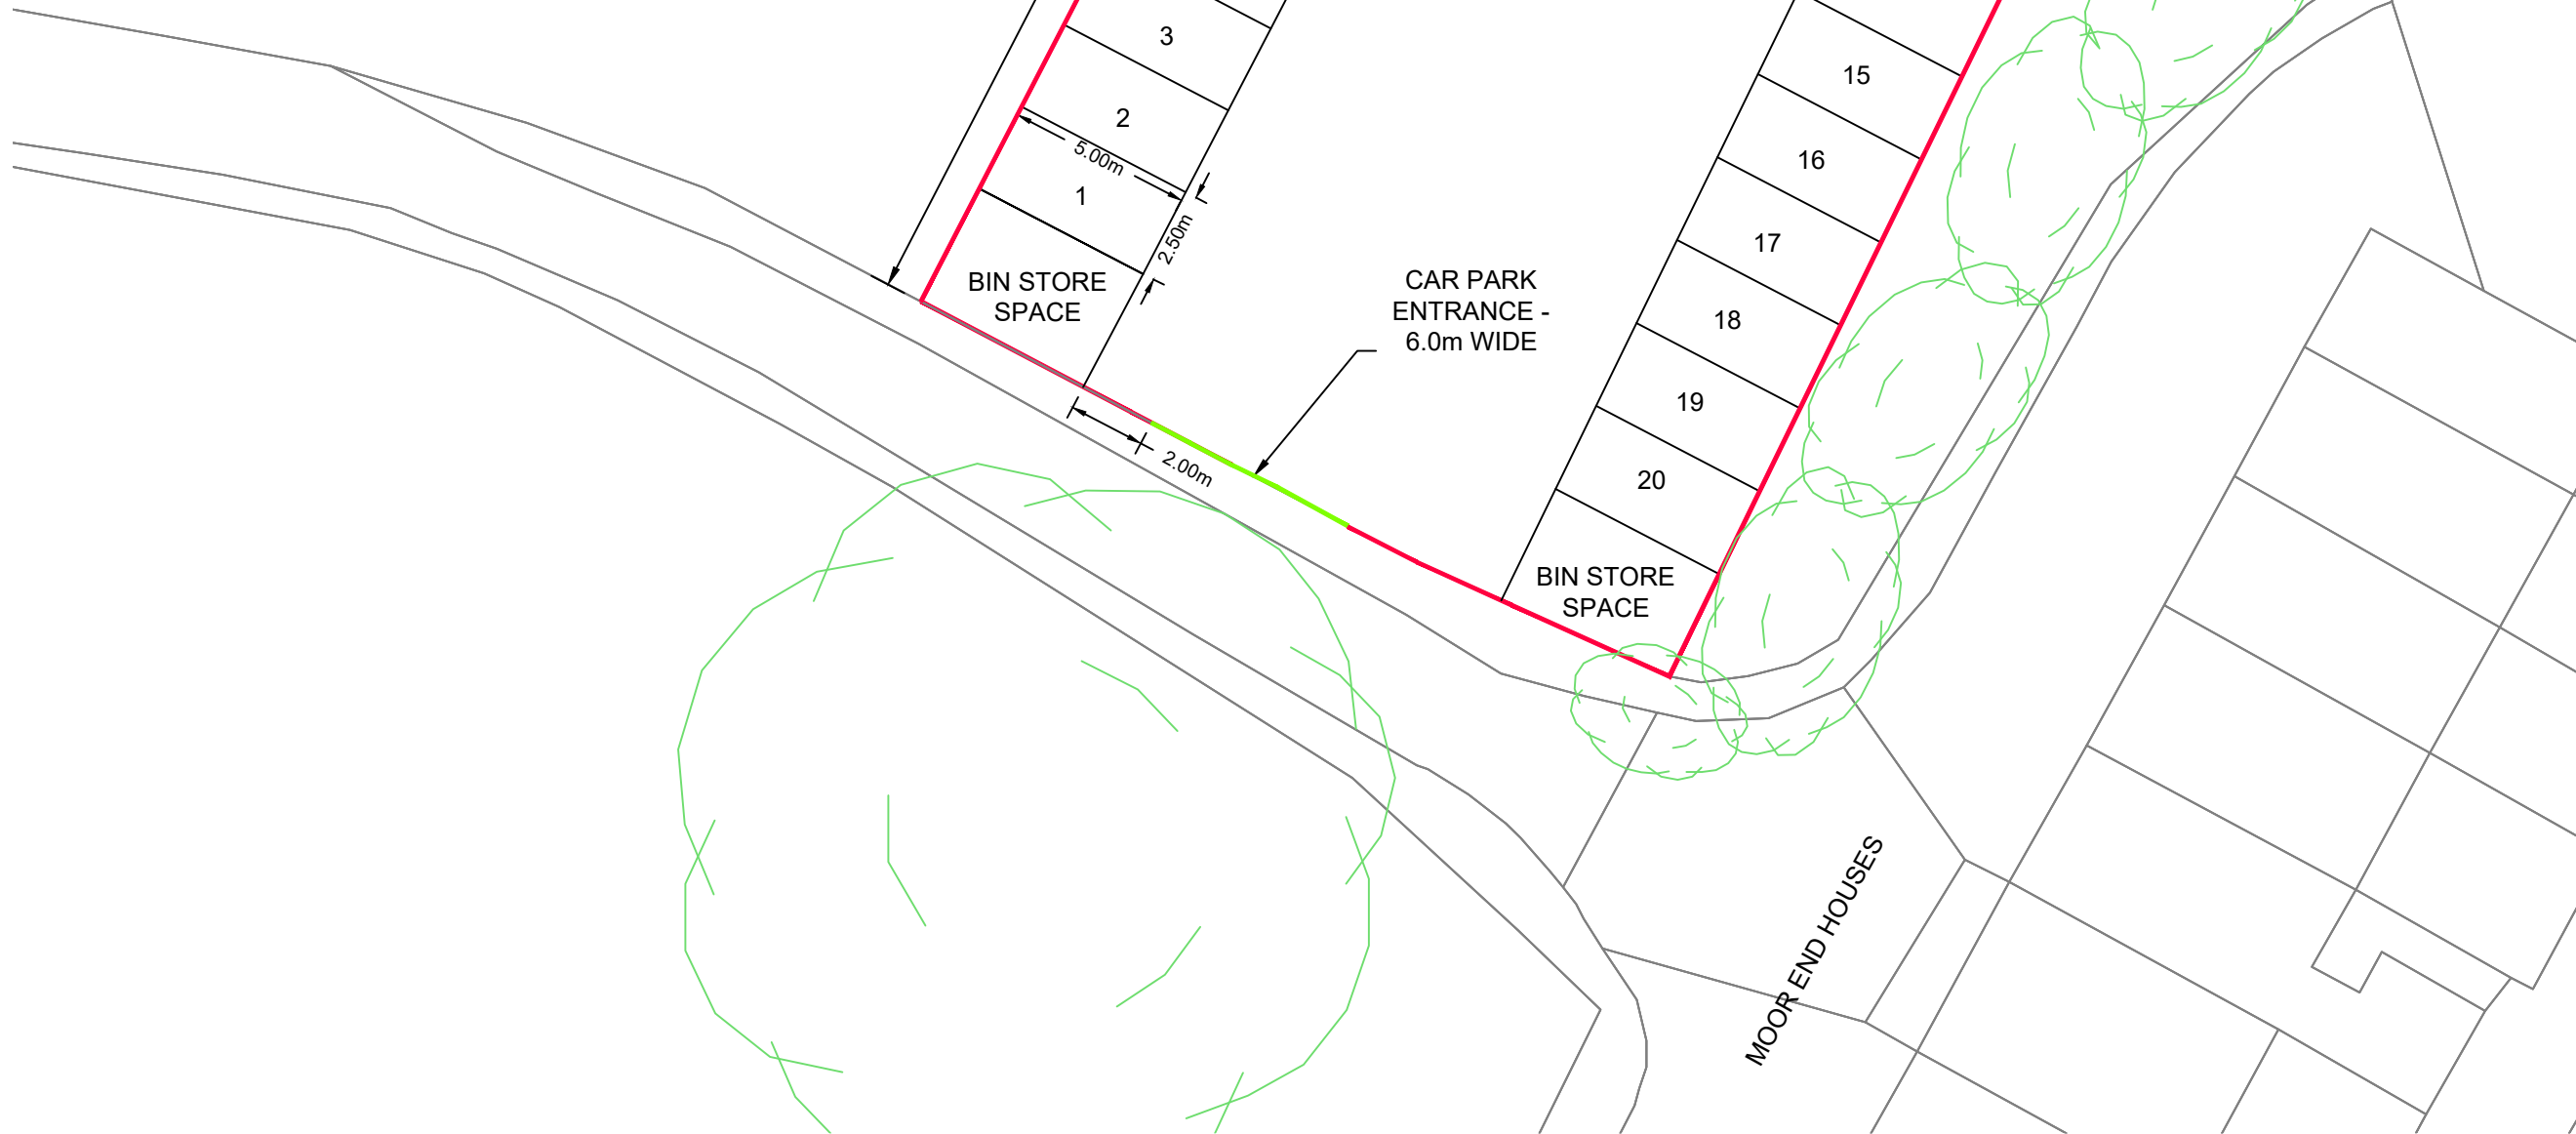 3
2
5.00m
1
2.50m
BIN STORE
SPACE
2.00m
CAR PARK
ENTRANCE -
6.0m WIDE
15
16
17
18
19
20
BIN STORE
SPACE
MOOR END HOUSES